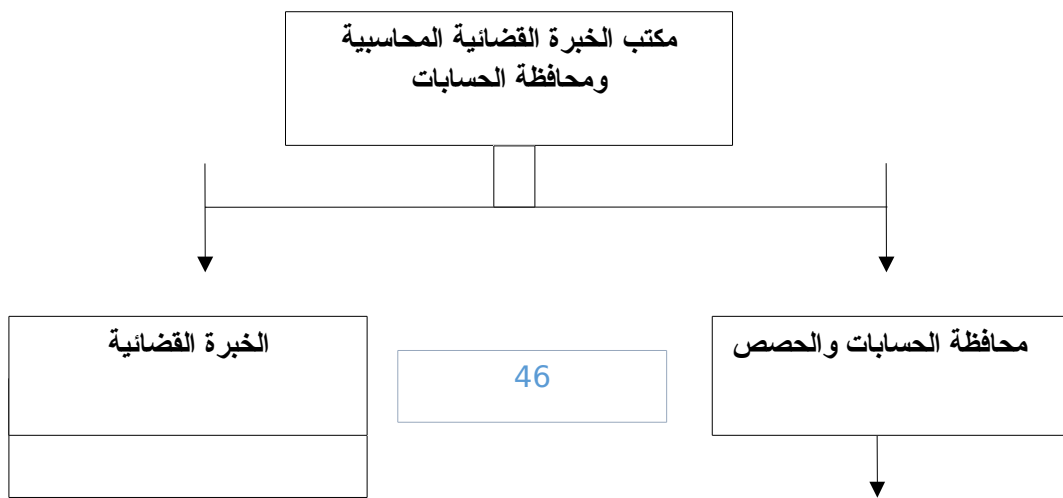 مكتب الخبرة القضائية المحاسبية
ومحافظة الحسابات
محافظة الحسابات والحصص
الخبرة القضائية
46